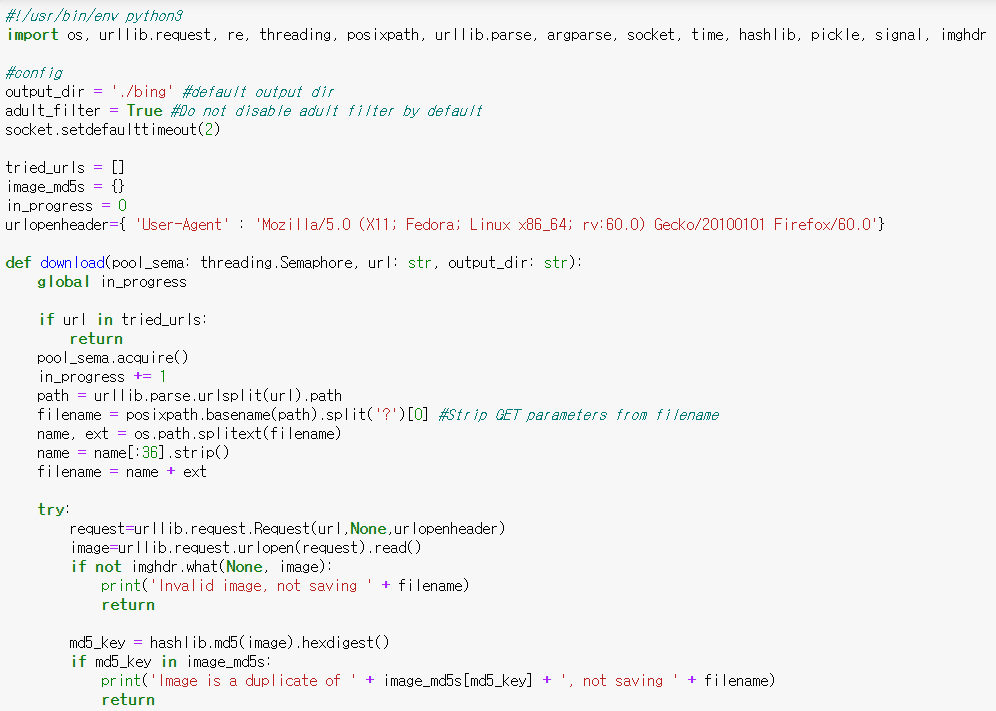 #!/usr/bin/env python3
import os, urllib.request, re, threading, posixpath, urllib.parse, argparse, socket, time, hashlib, pickle, signal, imghdr
#config
output_dir = './bing' #default output dir
adult_filter = True #Do not disable adult filter by default
socket.setdefaulttimeout(2)
tried_urls = []
image_md5s = {}
in_progress = 0
urlopenheader={ 'User-Agent' : 'Mozilla/5.0 (X11; Fedora; Linux x86_64; rv:60.0) Gecko/20100101 Firefox/60.0'}
def download(pool_sema: threading.Semaphore, url: str, output_dir: str):
    global in_progress
    if url in tried_urls:
        return
    pool_sema.acquire()
    in_progress += 1
    path = urllib.parse.urlsplit(url).path
    filename = posixpath.basename(path).split('?')[0] #Strip GET parameters from filename
    name, ext = os.path.splitext(filename)
    name = name[:36].strip()
    filename = name + ext
    try:
        request=urllib.request.Request(url,None,urlopenheader)
        image=urllib.request.urlopen(request).read()
        if not imghdr.what(None, image):
            print('Invalid image, not saving ' + filename)
            return
        md5_key = hashlib.md5(image).hexdigest()
        if md5_key in image_md5s:
            print('Image is a duplicate of ' + image_md5s[md5_key] + ', not saving ' + filename)
            return